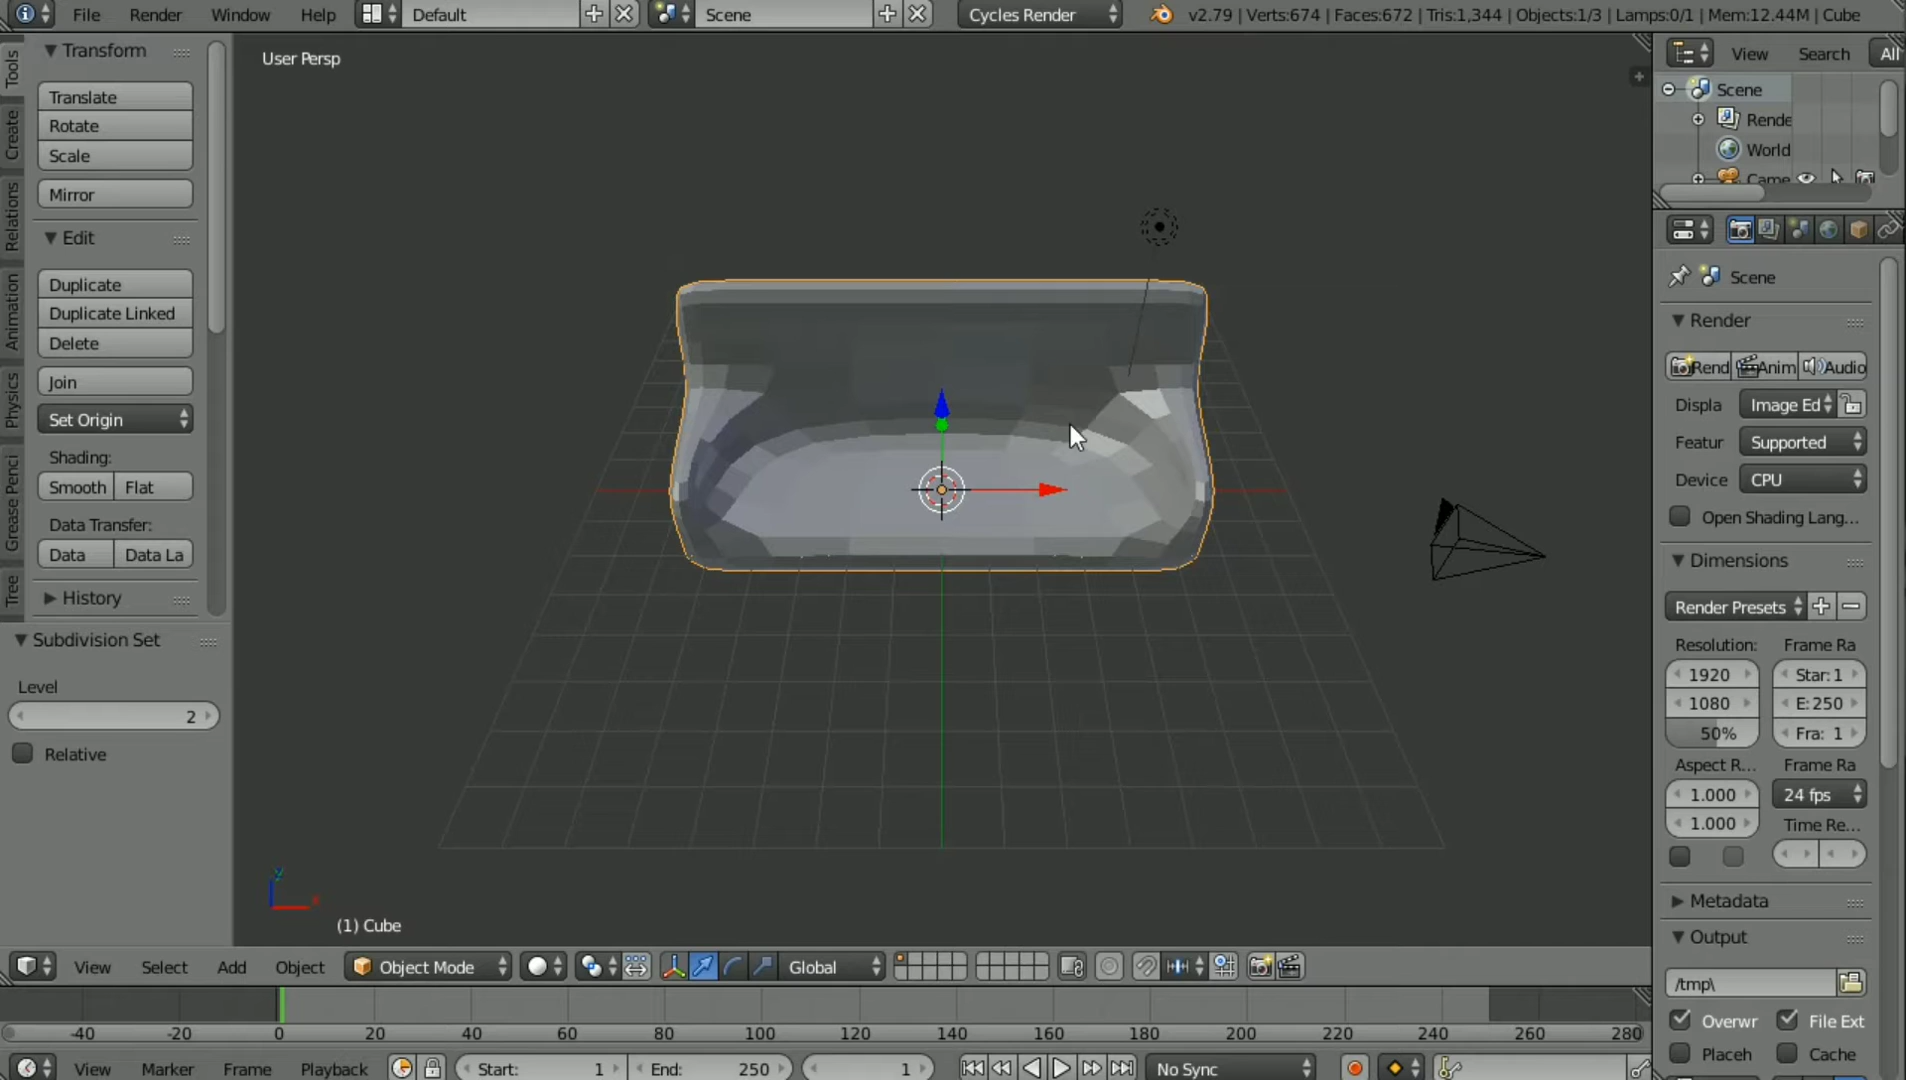 File Render Window Help Default Scene Cycles Render v2.79 | Verts:674 | Faces:672 | Tris:1,344 | Objects:1/3 | Lamps:0/1 | Mem:12.44M | Cube
User Persp
Tools
Create
Relations
Animation
Physics
Grease Penci
Tree
Transform
Translate
Rotate
Scale
Mirror
Edit
Duplicate
Duplicate Linked
Delete
Join
Set Origin
Shading:
Smooth Flat
Data Transfer:
Data Data La
History
Subdivision Set
Level
2
Relative
(1) Cube
View Search All
Scene
Rende
World
Came
Scene
Render
Rend Anim Audio
Displa Image Ed
Featur Supported
Device CPU
Open Shading Lang...
Dimensions
Render Presets
Resolution: Frame Ra
1920 Star: 1
1080 E: 250
50% Fra: 1
Aspect R... Frame Ra
1.000 24 fps
1.000 Time Re...
Metadata
Output
/tmp\
Overwr File Ext
Placeh Cache
View Select Add Object Object Mode Global
-40 -20 0 20 40 60 80 100 120 140 160 180 200 220 240 260 280
View Marker Frame Playback Start: 1 End: 250 1 No Sync